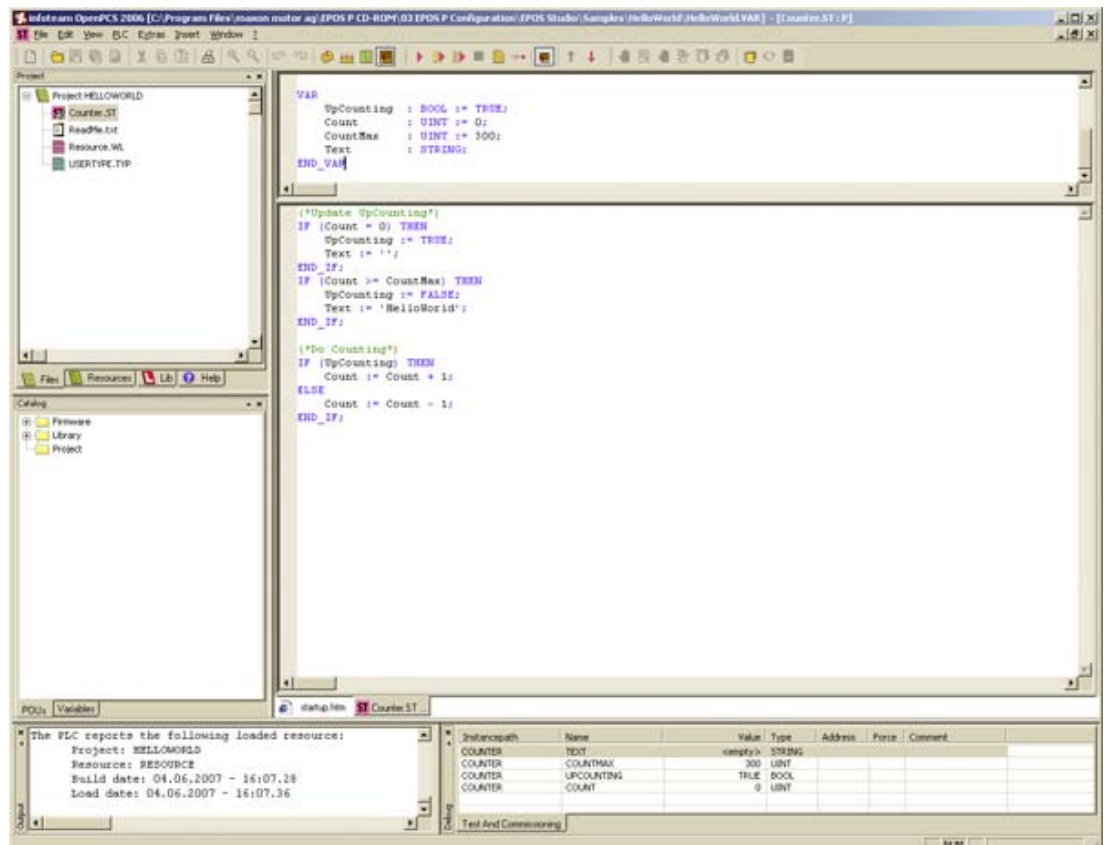 infoteam OpenPCS 2006 [C:\Program Files\maxon motor ag\EPOS P CD-ROM\03 EPOS P Configuration\EPOS Studio\Samples\HelloWorld\HelloWorld.VAR] - [Counter.ST : P]
ST File Edit View PLC Extras Insert Window ?
Project
Project HELLOWORLD
ST Counter.ST
ReadMe.txt
Resource.WL
USERTYPE.TYP
Files Resources Lib Help
Catalog
Firmware
Library
Project
POUs Variables
VAR
UpCounting : BOOL := TRUE;
Count : UINT := 0;
CountMax : UINT := 300;
Text : STRING;
END_VAR
(*Update UpCounting*)
IF (Count = 0) THEN
UpCounting := TRUE;
Text := '';
END_IF;
IF (Count >= CountMax) THEN
UpCounting := FALSE;
Text := 'HelloWorld';
END_IF;
(*Do Counting*)
IF (UpCounting) THEN
Count := Count + 1;
ELSE
Count := Count - 1;
END_IF;
startup.htm ST Counter.ST ...
Output
The PLC reports the following loaded resource:
Project: HELLOWORLD
Resource: RESOURCE
Build date: 04.06.2007 - 16:07.28
Load date: 04.06.2007 - 16:07.36
Debug
Instancepath Name Value Type Address Force Comment
COUNTER TEXT <empty> STRING
COUNTER COUNTMAX 300 UINT
COUNTER UPCOUNTING TRUE BOOL
COUNTER COUNT 0 UINT
Test And Commissioning
NUM